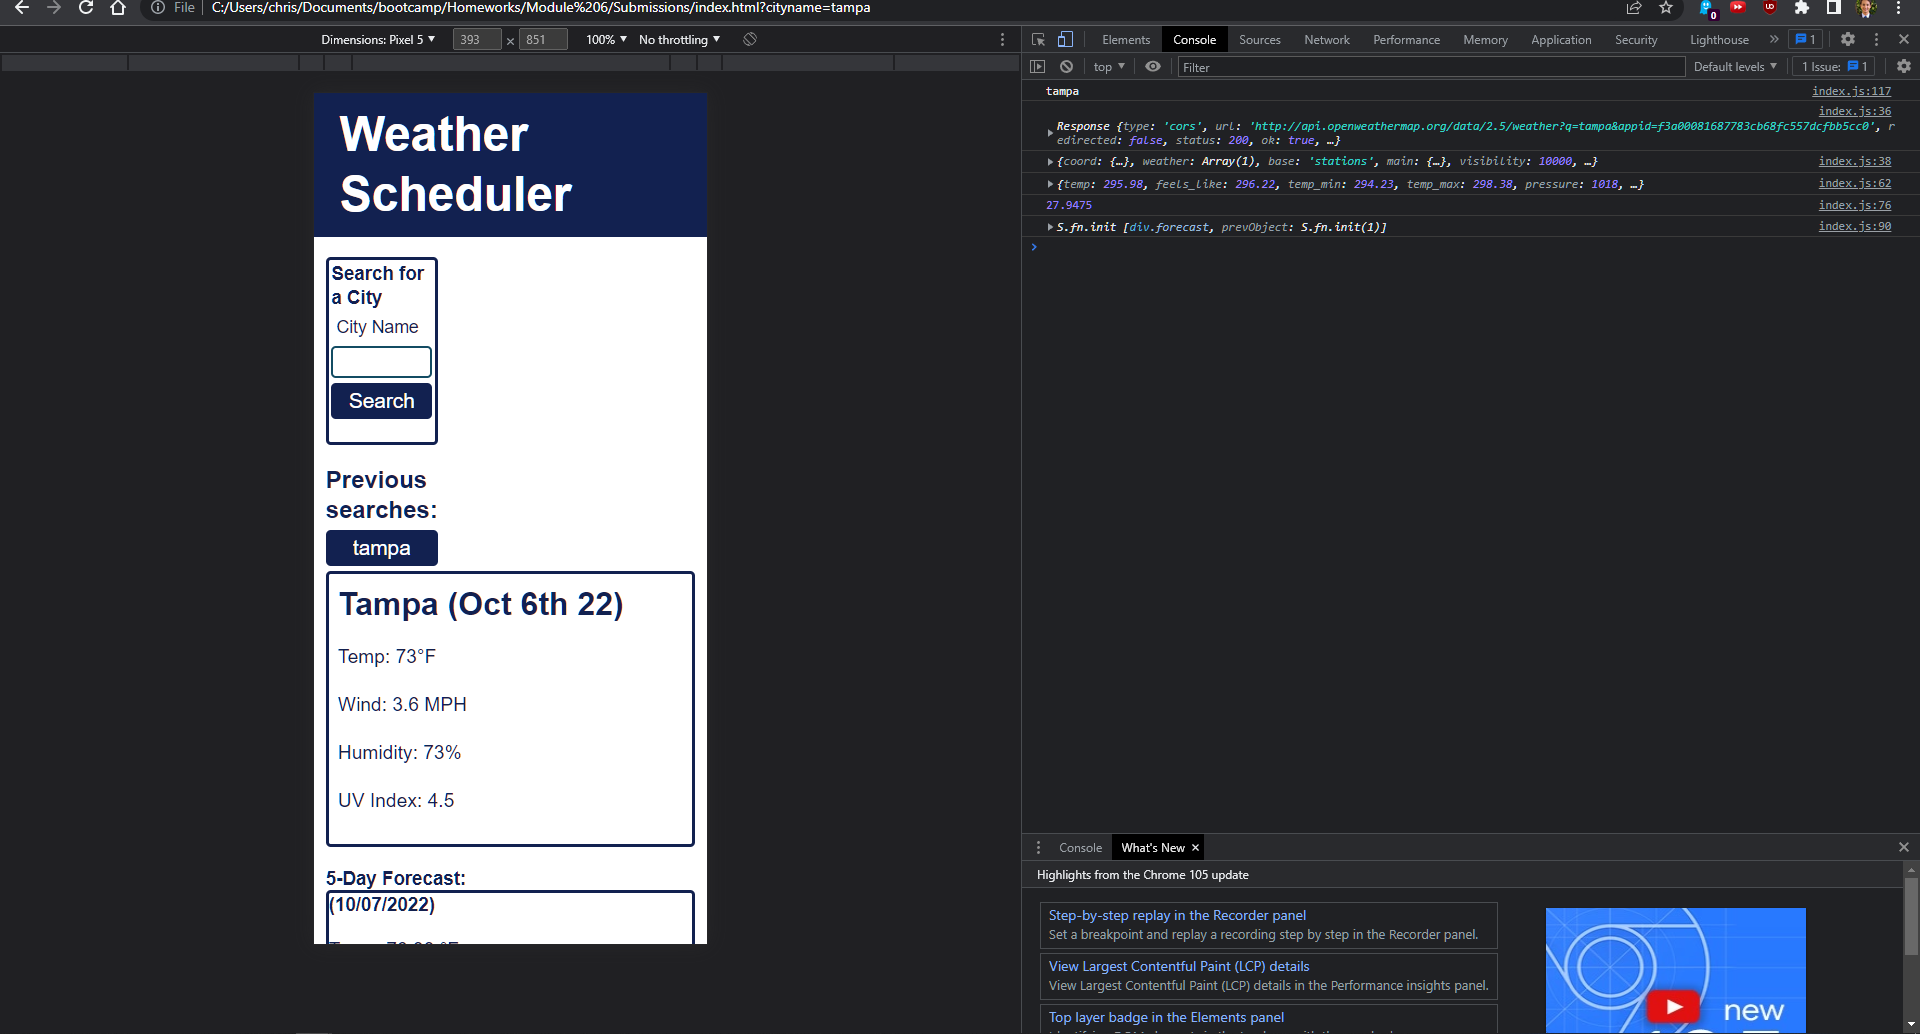 File C:/Users/chris/Documents/bootcamp/Homeworks/Module%206/Submissions/index.html?cityname=tampa
0
Dimensions: Pixel 5 393 × 851 100% No throttling
Elements Console Sources Network Performance Memory Application Security Lighthouse » 1
top Filter Default levels 1 Issue: 1
Weather
Scheduler
Search for
a City
City Name
Search
Previous
searches:
tampa
Tampa (Oct 6th 22)
Temp: 73°F
Wind: 3.6 MPH
Humidity: 73%
UV Index: 4.5
5-Day Forecast:
(10/07/2022)
tampa index.js:117
index.js:36
Response {type: 'cors', url: 'http://api.openweathermap.org/data/2.5/weather?q=tampa&appid=f3a00081687783cb68fc557dcfbb5cc0', r
edirected: false, status: 200, ok: true, …}
{coord: {…}, weather: Array(1), base: 'stations', main: {…}, visibility: 10000, …} index.js:38
{temp: 295.98, feels_like: 296.22, temp_min: 294.23, temp_max: 298.38, pressure: 1018, …} index.js:62
27.9475 index.js:76
S.fn.init [div.forecast, prevObject: S.fn.init(1)] index.js:90
Console What's New
Highlights from the Chrome 105 update
Step-by-step replay in the Recorder panel
Set a breakpoint and replay a recording step by step in the Recorder panel.
View Largest Contentful Paint (LCP) details
View Largest Contentful Paint (LCP) details in the Performance insights panel.
Top layer badge in the Elements panel
new